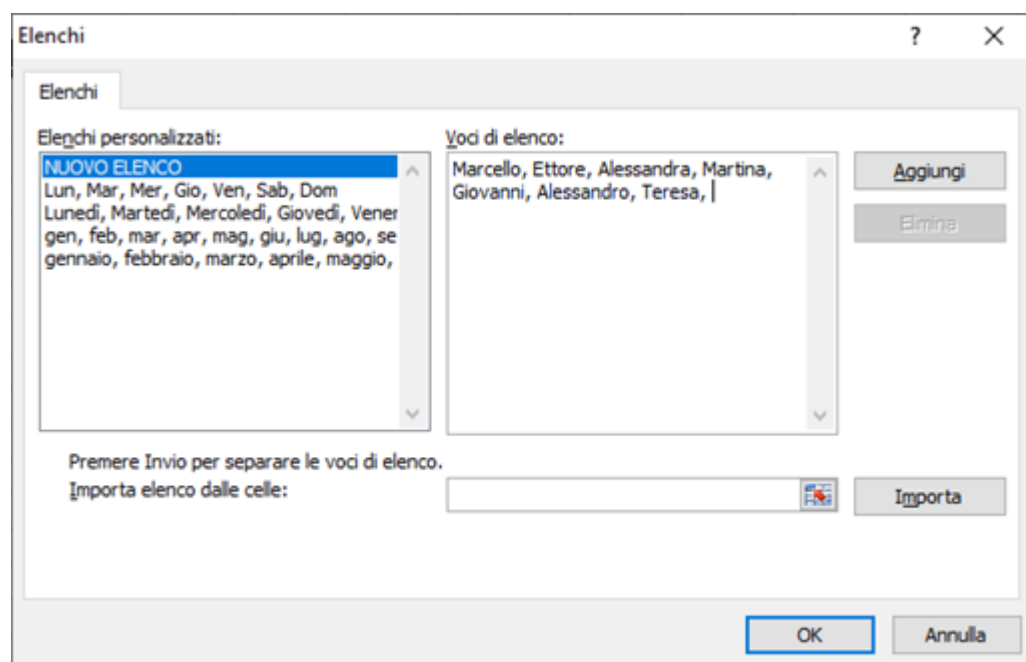 Elenchi
?
Elenchi
Elenchi personalizzati:
NUOVO ELENCO
Lun, Mar, Mer, Gio, Ven, Sab, Dom
Lunedì, Martedì, Mercoledì, Giovedì, Vener
gen, feb, mar, apr, mag, giu, lug, ago, se
gennaio, febbraio, marzo, aprile, maggio,
Voci di elenco:
Marcello, Ettore, Alessandra, Martina,
Giovanni, Alessandro, Teresa,
Aggiungi
Elimina
Premere Invio per separare le voci di elenco.
Importa elenco dalle celle:
Importa
OK
Annulla